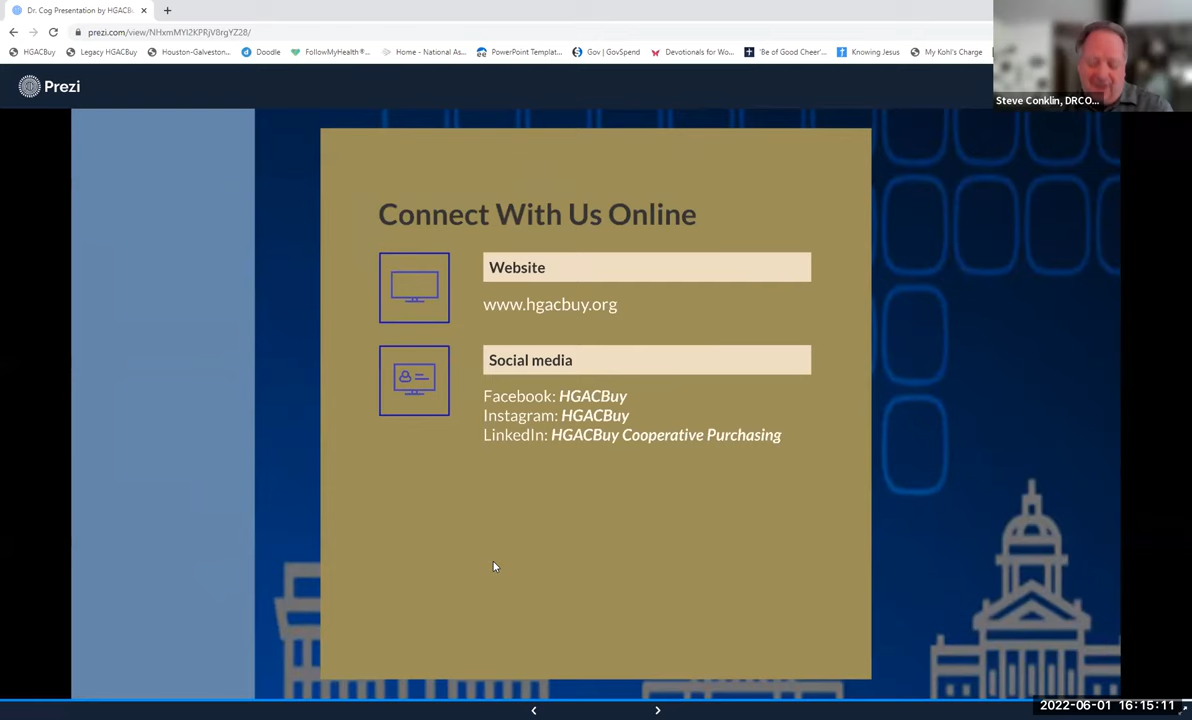 Dr. Cog Presentation by HGACB
prezi.com/view/NHxmMYI2KPRjV8rgYZ28/
HGACBuy
Legacy HGACBuy
Houston-Galveston...
Doodle
FollowMyHealth®...
Home - National As...
PowerPoint Templat...
Gov | GovSpend
Devotionals for Wo...
'Be of Good Cheer'...
Knowing Jesus
My Kohl's Charge
Prezi
Steve Conklin, DRCO...
Connect With Us Online
Website
www.hgacbuy.org
Social media
Facebook: HGACBuy
Instagram: HGACBuy
LinkedIn: HGACBuy Cooperative Purchasing
2022-06-01 16:15:11